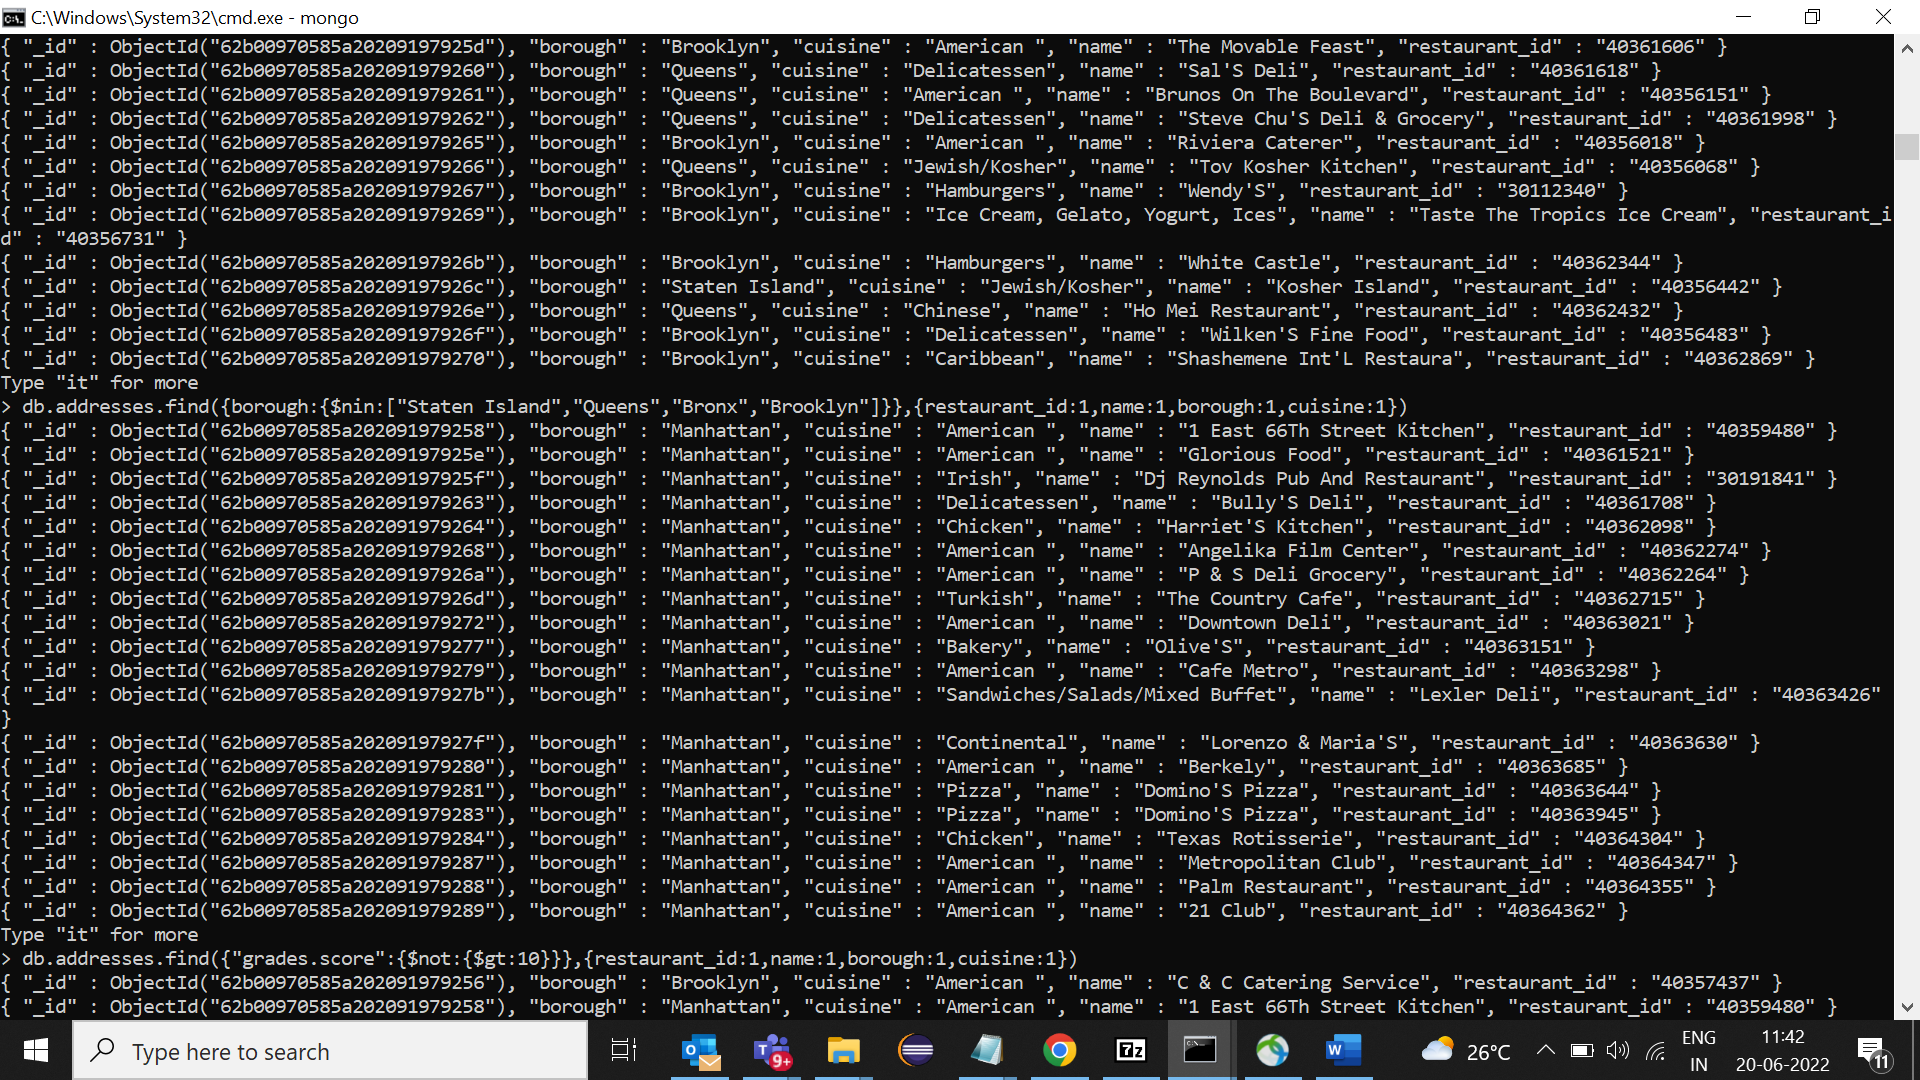 C:\Windows\System32\cmd.exe - mongo
{ "_id" : ObjectId("62b00970585a20209197925d"), "borough" : "Brooklyn", "cuisine" : "American ", "name" : "The Movable Feast", "restaurant_id" : "40361606" }
{ "_id" : ObjectId("62b00970585a202091979260"), "borough" : "Queens", "cuisine" : "Delicatessen", "name" : "Sal'S Deli", "restaurant_id" : "40361618" }
{ "_id" : ObjectId("62b00970585a202091979261"), "borough" : "Queens", "cuisine" : "American ", "name" : "Brunos On The Boulevard", "restaurant_id" : "40356151" }
{ "_id" : ObjectId("62b00970585a202091979262"), "borough" : "Queens", "cuisine" : "Delicatessen", "name" : "Steve Chu'S Deli & Grocery", "restaurant_id" : "40361998" }
{ "_id" : ObjectId("62b00970585a202091979265"), "borough" : "Brooklyn", "cuisine" : "American ", "name" : "Riviera Caterer", "restaurant_id" : "40356018" }
{ "_id" : ObjectId("62b00970585a202091979266"), "borough" : "Queens", "cuisine" : "Jewish/Kosher", "name" : "Tov Kosher Kitchen", "restaurant_id" : "40356068" }
{ "_id" : ObjectId("62b00970585a202091979267"), "borough" : "Brooklyn", "cuisine" : "Hamburgers", "name" : "Wendy'S", "restaurant_id" : "30112340" }
{ "_id" : ObjectId("62b00970585a202091979269"), "borough" : "Brooklyn", "cuisine" : "Ice Cream, Gelato, Yogurt, Ices", "name" : "Taste The Tropics Ice Cream", "restaurant_i
d" : "40356731" }
{ "_id" : ObjectId("62b00970585a20209197926b"), "borough" : "Brooklyn", "cuisine" : "Hamburgers", "name" : "White Castle", "restaurant_id" : "40362344" }
{ "_id" : ObjectId("62b00970585a20209197926c"), "borough" : "Staten Island", "cuisine" : "Jewish/Kosher", "name" : "Kosher Island", "restaurant_id" : "40356442" }
{ "_id" : ObjectId("62b00970585a20209197926e"), "borough" : "Queens", "cuisine" : "Chinese", "name" : "Ho Mei Restaurant", "restaurant_id" : "40362432" }
{ "_id" : ObjectId("62b00970585a20209197926f"), "borough" : "Brooklyn", "cuisine" : "Delicatessen", "name" : "Wilken'S Fine Food", "restaurant_id" : "40356483" }
{ "_id" : ObjectId("62b00970585a202091979270"), "borough" : "Brooklyn", "cuisine" : "Caribbean", "name" : "Shashemene Int'L Restaura", "restaurant_id" : "40362869" }
Type "it" for more
> db.addresses.find({borough:{$nin:["Staten Island","Queens","Bronx","Brooklyn"]}},{restaurant_id:1,name:1,borough:1,cuisine:1})
{ "_id" : ObjectId("62b00970585a202091979258"), "borough" : "Manhattan", "cuisine" : "American ", "name" : "1 East 66Th Street Kitchen", "restaurant_id" : "40359480" }
{ "_id" : ObjectId("62b00970585a20209197925e"), "borough" : "Manhattan", "cuisine" : "American ", "name" : "Glorious Food", "restaurant_id" : "40361521" }
{ "_id" : ObjectId("62b00970585a20209197925f"), "borough" : "Manhattan", "cuisine" : "Irish", "name" : "Dj Reynolds Pub And Restaurant", "restaurant_id" : "30191841" }
{ "_id" : ObjectId("62b00970585a202091979263"), "borough" : "Manhattan", "cuisine" : "Delicatessen", "name" : "Bully'S Deli", "restaurant_id" : "40361708" }
{ "_id" : ObjectId("62b00970585a202091979264"), "borough" : "Manhattan", "cuisine" : "Chicken", "name" : "Harriet'S Kitchen", "restaurant_id" : "40362098" }
{ "_id" : ObjectId("62b00970585a202091979268"), "borough" : "Manhattan", "cuisine" : "American ", "name" : "Angelika Film Center", "restaurant_id" : "40362274" }
{ "_id" : ObjectId("62b00970585a20209197926a"), "borough" : "Manhattan", "cuisine" : "American ", "name" : "P & S Deli Grocery", "restaurant_id" : "40362264" }
{ "_id" : ObjectId("62b00970585a20209197926d"), "borough" : "Manhattan", "cuisine" : "Turkish", "name" : "The Country Cafe", "restaurant_id" : "40362715" }
{ "_id" : ObjectId("62b00970585a202091979272"), "borough" : "Manhattan", "cuisine" : "American ", "name" : "Downtown Deli", "restaurant_id" : "40363021" }
{ "_id" : ObjectId("62b00970585a202091979277"), "borough" : "Manhattan", "cuisine" : "Bakery", "name" : "Olive'S", "restaurant_id" : "40363151" }
{ "_id" : ObjectId("62b00970585a202091979279"), "borough" : "Manhattan", "cuisine" : "American ", "name" : "Cafe Metro", "restaurant_id" : "40363298" }
{ "_id" : ObjectId("62b00970585a20209197927b"), "borough" : "Manhattan", "cuisine" : "Sandwiches/Salads/Mixed Buffet", "name" : "Lexler Deli", "restaurant_id" : "40363426"
}
{ "_id" : ObjectId("62b00970585a20209197927f"), "borough" : "Manhattan", "cuisine" : "Continental", "name" : "Lorenzo & Maria'S", "restaurant_id" : "40363630" }
{ "_id" : ObjectId("62b00970585a202091979280"), "borough" : "Manhattan", "cuisine" : "American ", "name" : "Berkely", "restaurant_id" : "40363685" }
{ "_id" : ObjectId("62b00970585a202091979281"), "borough" : "Manhattan", "cuisine" : "Pizza", "name" : "Domino'S Pizza", "restaurant_id" : "40363644" }
{ "_id" : ObjectId("62b00970585a202091979283"), "borough" : "Manhattan", "cuisine" : "Pizza", "name" : "Domino'S Pizza", "restaurant_id" : "40363945" }
{ "_id" : ObjectId("62b00970585a202091979284"), "borough" : "Manhattan", "cuisine" : "Chicken", "name" : "Texas Rotisserie", "restaurant_id" : "40364304" }
{ "_id" : ObjectId("62b00970585a202091979287"), "borough" : "Manhattan", "cuisine" : "American ", "name" : "Metropolitan Club", "restaurant_id" : "40364347" }
{ "_id" : ObjectId("62b00970585a202091979288"), "borough" : "Manhattan", "cuisine" : "American ", "name" : "Palm Restaurant", "restaurant_id" : "40364355" }
{ "_id" : ObjectId("62b00970585a202091979289"), "borough" : "Manhattan", "cuisine" : "American ", "name" : "21 Club", "restaurant_id" : "40364362" }
Type "it" for more
> db.addresses.find({"grades.score":{$not:{$gt:10}}},{restaurant_id:1,name:1,borough:1,cuisine:1})
{ "_id" : ObjectId("62b00970585a202091979256"), "borough" : "Brooklyn", "cuisine" : "American ", "name" : "C & C Catering Service", "restaurant_id" : "40357437" }
{ "_id" : ObjectId("62b00970585a202091979258"), "borough" : "Manhattan", "cuisine" : "American ", "name" : "1 East 66Th Street Kitchen", "restaurant_id" : "40359480" }
Type here to search
9+
7z
26°C
ENG
IN
11:42
20-06-2022
11